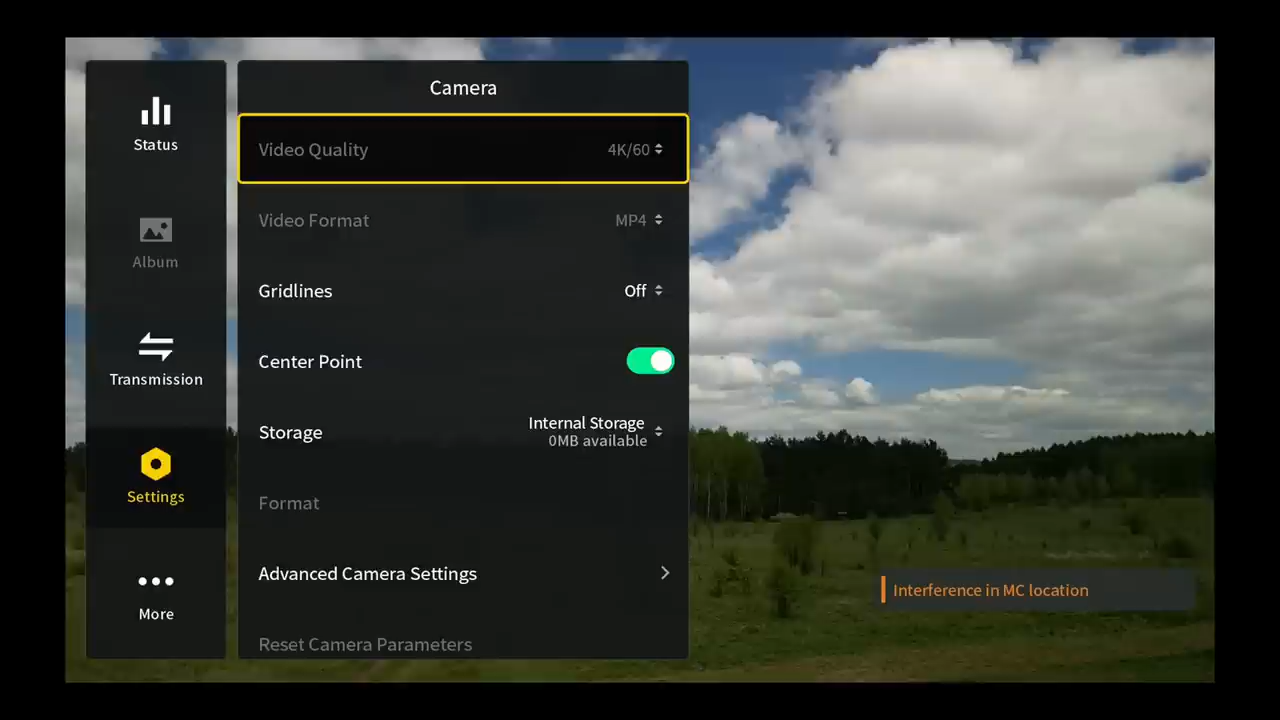 Status
Album
Transmission
Settings
More
Camera
Video Quality 4K/60
Video Format MP4
Gridlines Off
Center Point
Storage Internal Storage
0MB available
Format
Advanced Camera Settings
Reset Camera Parameters
Interference in MC location